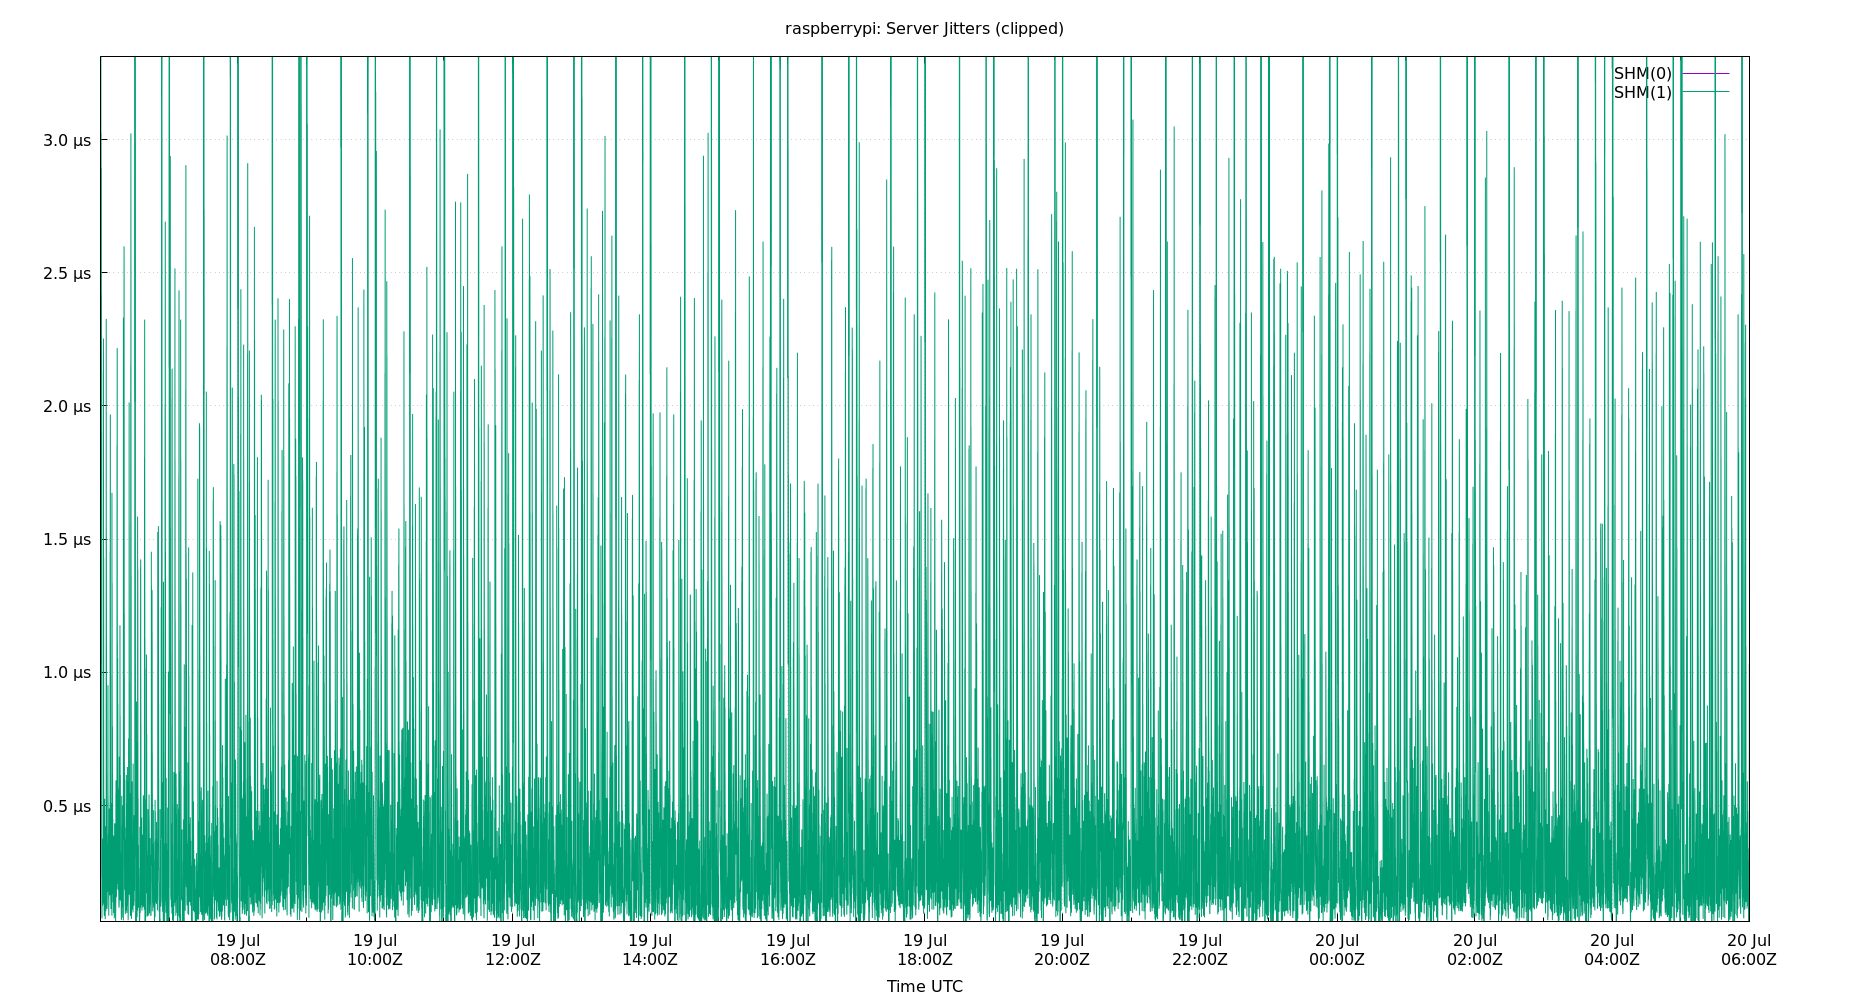 raspberrypi: Server Jitters (clipped)
SHM(0)
SHM(1)
3.0 µs
2.5 µs
2.0 µs
1.5 µs
1.0 µs
0.5 µs
19 Jul 19 Jul 19 Jul 19 Jul 19 Jul 19 Jul 19 Jul 19 Jul 20 Jul 20 Jul 20 Jul 20 Jul
08:00Z 10:00Z 12:00Z 14:00Z 16:00Z 18:00Z 20:00Z 22:00Z 00:00Z 02:00Z 04:00Z 06:00Z
Time UTC